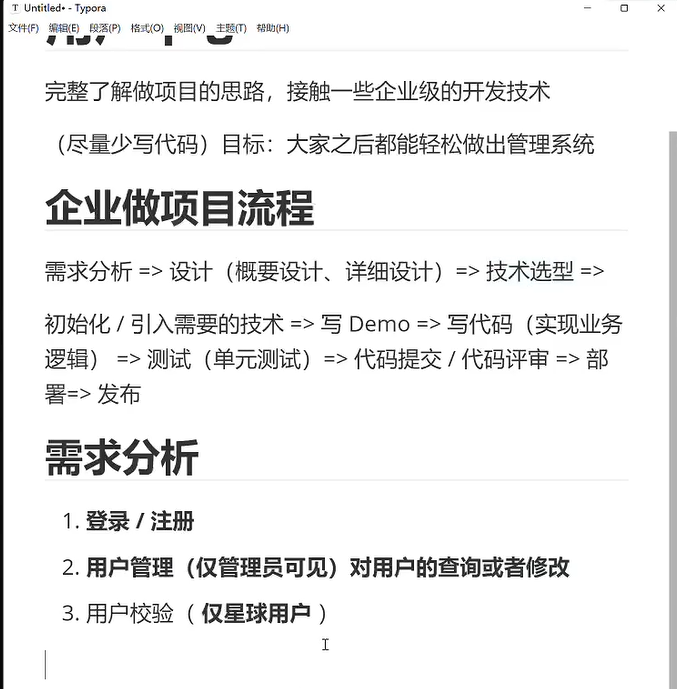 Untitled• - Typora
文件(F) 编辑(E) 段落(P) 格式(O) 视图(V) 主题(T) 帮助(H)
完整了解做项目的思路，接触一些企业级的开发技术
（尽量少写代码）目标：大家之后都能轻松做出管理系统
企业做项目流程
需求分析 => 设计（概要设计、详细设计）=> 技术选型 =>
初始化 / 引入需要的技术 => 写 Demo => 写代码（实现业务
逻辑） => 测试（单元测试）=> 代码提交 / 代码评审 => 部
署=> 发布
需求分析
1. 登录 / 注册
2. 用户管理（仅管理员可见）对用户的查询或者修改
3. 用户校验（ 仅星球用户 ）